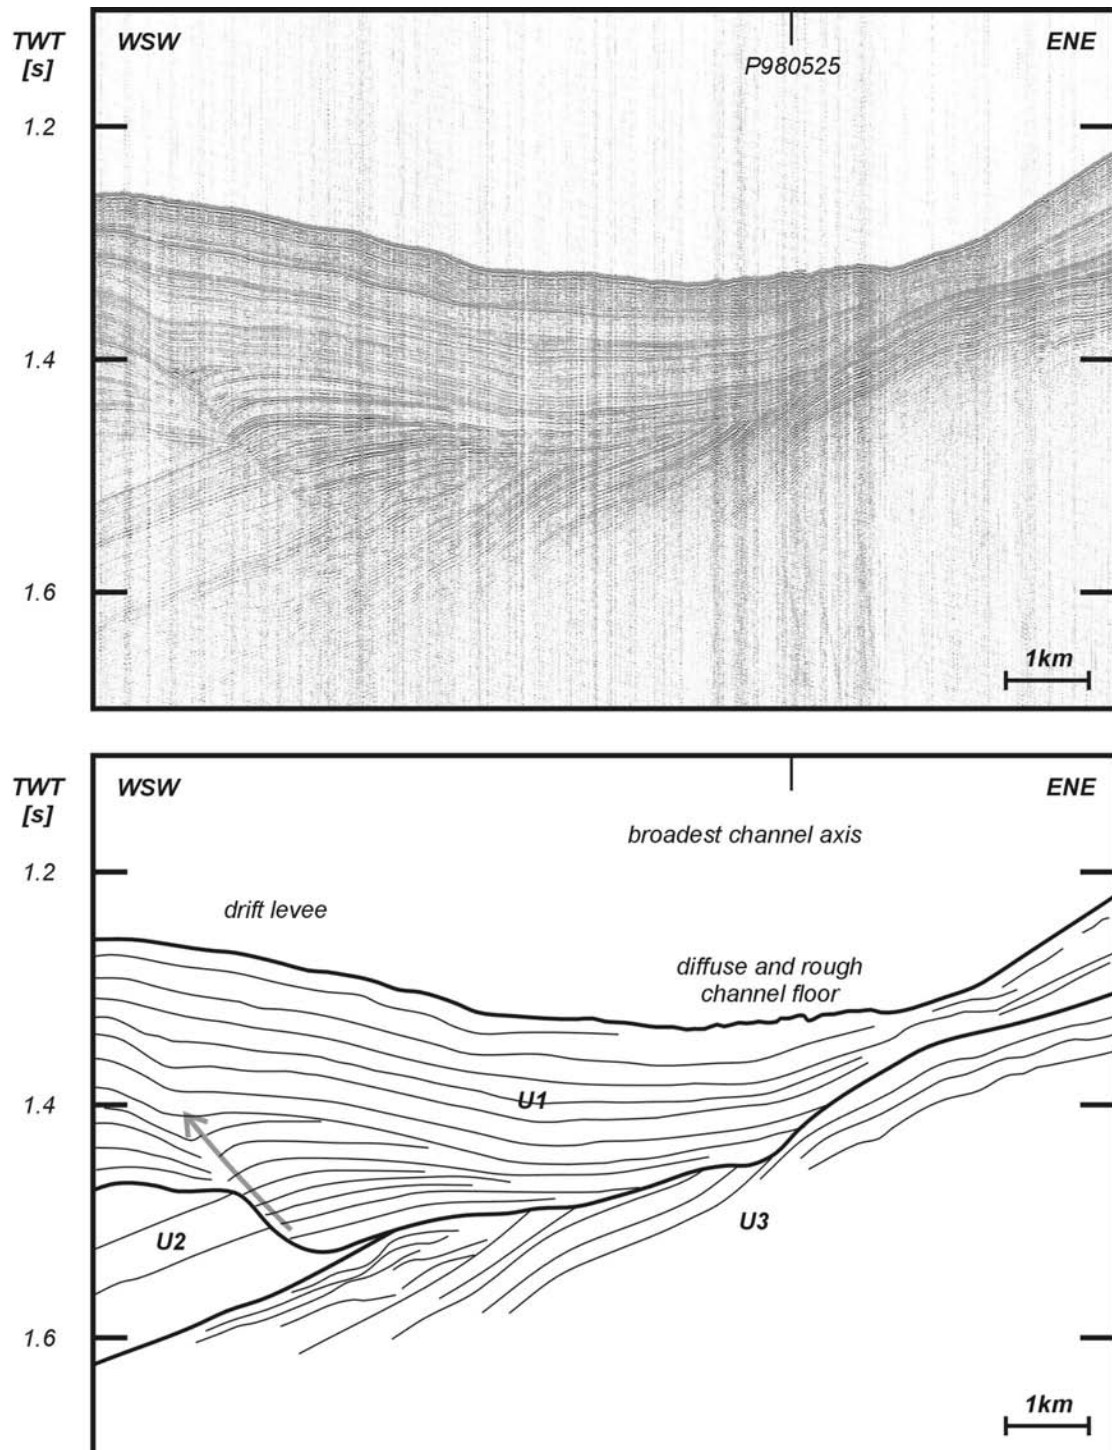 TWT
[s]
WSW
ENE
P980525
1.2
1.4
1.6
1km
TWT
[s]
WSW
ENE
broadest channel axis
1.2
drift levee
diffuse and rough
channel floor
U1
1.4
U2
U3
1.6
1km